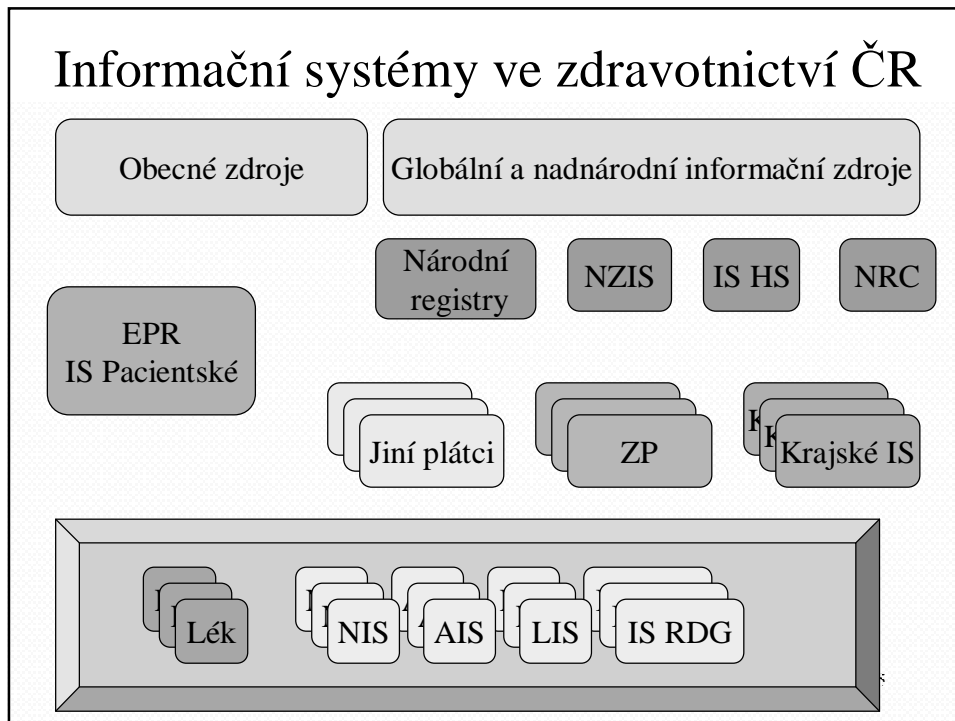 Informační systémy ve zdravotnictví ČR
Obecné zdroje
Globální a nadnárodní informační zdroje
Národní
registry
NZIS
IS HS
NRC
EPR
IS Pacientské
Jiní plátci
ZP
Krajské IS
Lék
NIS
AIS
LIS
IS RDG